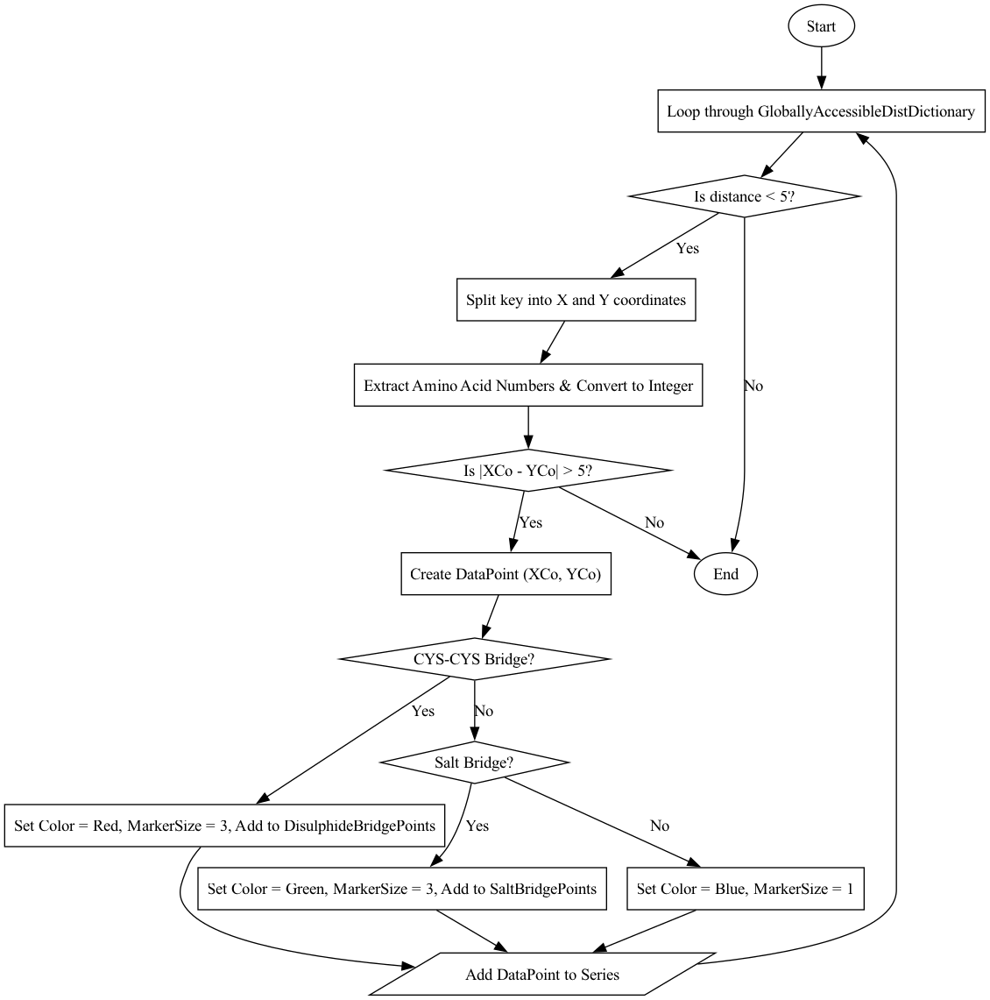 Start
Loop through GloballyAccessibleDistDictionary
Is distance < 5?
Yes
Split key into X and Y coordinates
Extract Amino Acid Numbers & Convert to Integer
No
Is |XCo - YCo| > 5?
Yes
No
Create DataPoint (XCo, YCo)
End
CYS-CYS Bridge?
Yes
No
Salt Bridge?
Set Color = Red, MarkerSize = 3, Add to DisulphideBridgePoints
Yes
No
Set Color = Green, MarkerSize = 3, Add to SaltBridgePoints
Set Color = Blue, MarkerSize = 1
Add DataPoint to Series